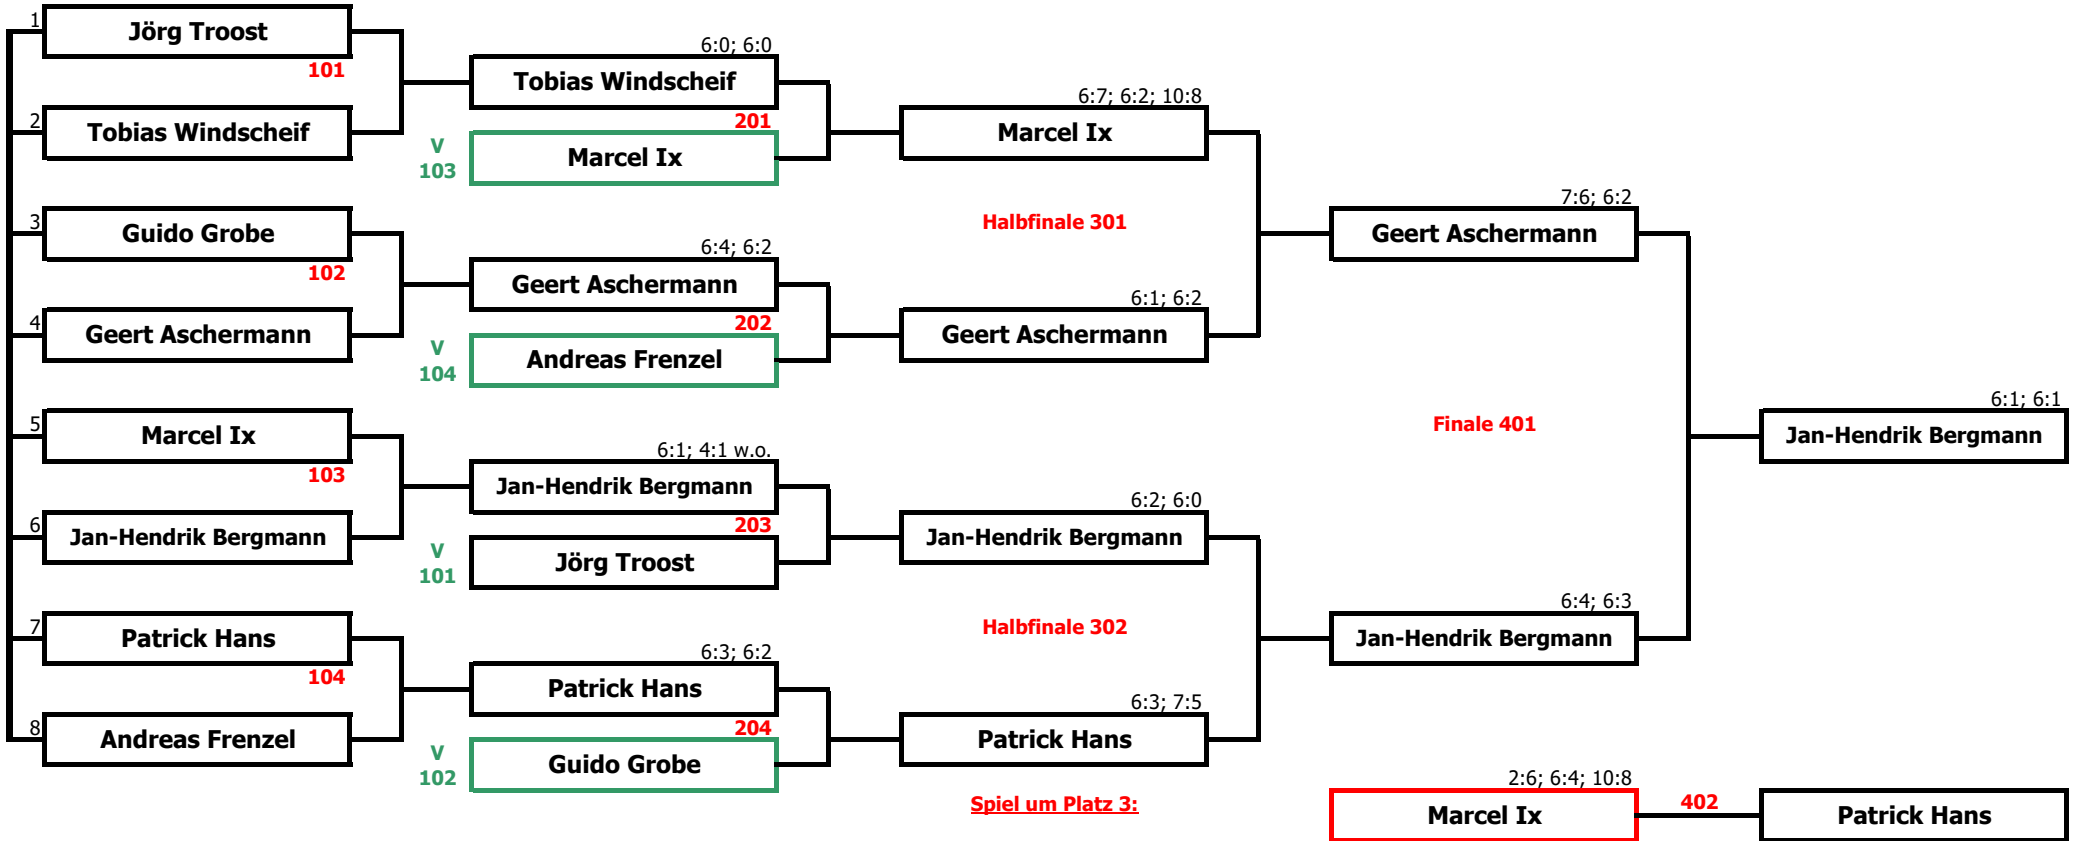 1
Jörg Troost
101
2
Tobias Windscheif
3
Guido Grobe
102
4
Geert Aschermann
5
Marcel Ix
103
6
Jan-Hendrik Bergmann
7
Patrick Hans
104
8
Andreas Frenzel
6:0; 6:0
Tobias Windscheif
201
V
103
Marcel Ix
6:4; 6:2
Geert Aschermann
202
V
104
Andreas Frenzel
6:1; 4:1 w.o.
Jan-Hendrik Bergmann
203
V
101
Jörg Troost
6:3; 6:2
Patrick Hans
204
V
102
Guido Grobe
6:7; 6:2; 10:8
Marcel Ix
Halbfinale 301
6:1; 6:2
Geert Aschermann
6:2; 6:0
Jan-Hendrik Bergmann
Halbfinale 302
6:3; 7:5
Patrick Hans
7:6; 6:2
Geert Aschermann
Finale 401
6:4; 6:3
Jan-Hendrik Bergmann
6:1; 6:1
Jan-Hendrik Bergmann
Spiel um Platz 3:
2:6; 6:4; 10:8
Marcel Ix
402
Patrick Hans